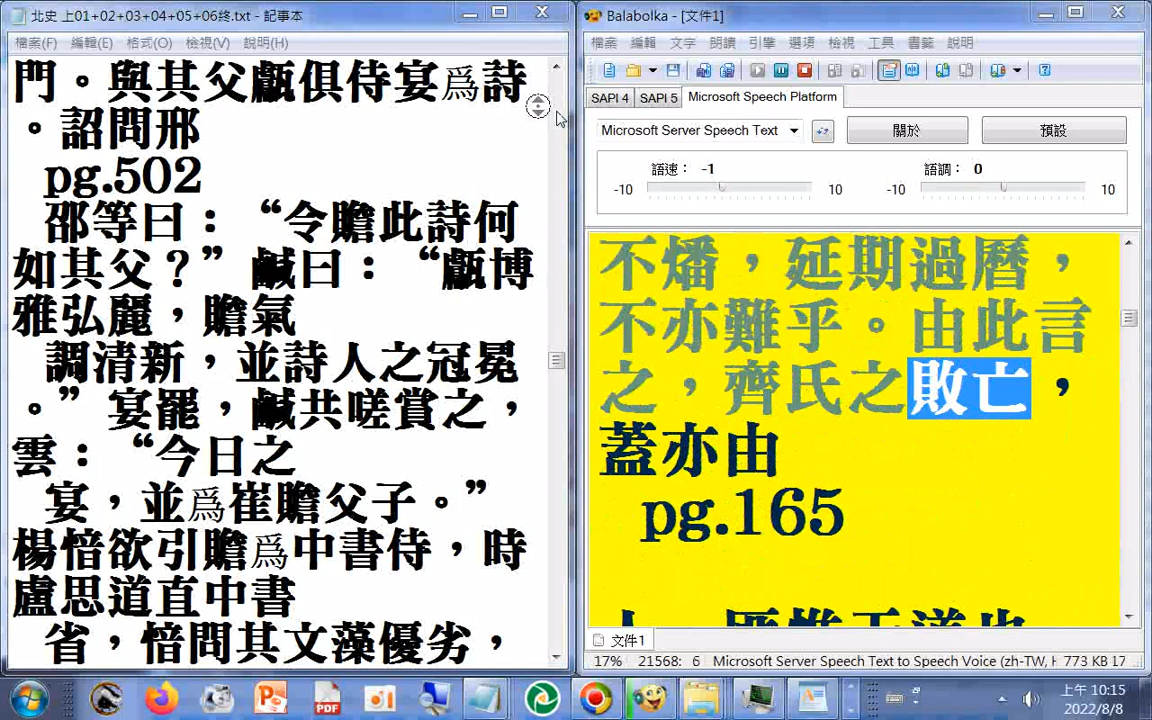 北史 上01+02+03+04+05+06终.txt - 記事本
檔案(F) 編輯(E) 格式(O) 檢視(V) 說明(H)
門。與其父甗俱侍宴爲詩
。詔問邢
pg.502
邵等曰：“令贍此詩何
如其父？”鹹曰：“甗博
雅弘麗，贍氣
調清新，並詩人之冠冕
。”宴罷，鹹共嗟賞之，
雲：“今日之
宴，並爲崔贍父子。”
楊愔欲引贍爲中書侍，時
盧思道直中書
省，愔問其文藻優劣，
Balabolka - [文件1]
檔案 編輯 文字 朗讀 引擎 選項 檢視 工具 書籤 說明
SAPI 4 SAPI 5 Microsoft Speech Platform
Microsoft Server Speech Text 關於 預設
語速： -1 語調： 0
-10 10 -10 10
不燔，延期過曆，
不亦難乎。由此言
之，齊氏之敗亡，
蓋亦由
pg.165
文件1
17% 21568: 6 Microsoft Server Speech Text to Speech Voice (zh-TW, H 773 KB 17
PDF
上午 10:15
2022/8/8